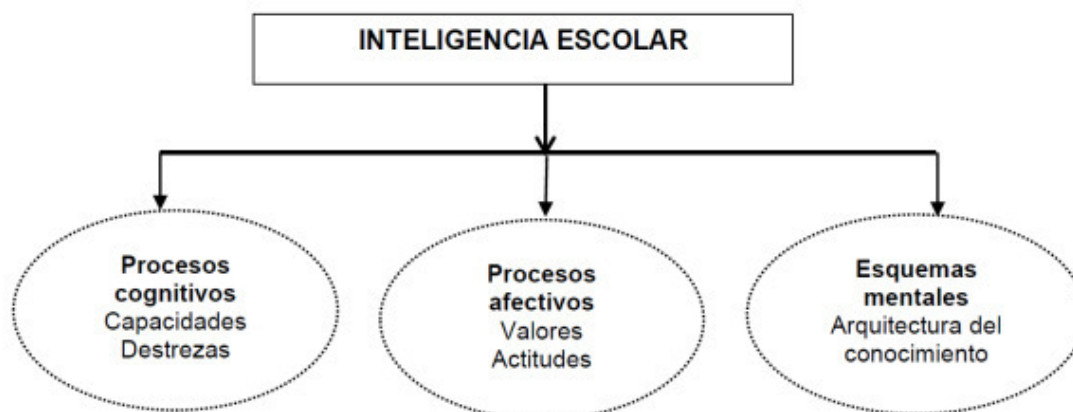 INTELIGENCIA ESCOLAR
Procesos
cognitivos
Capacidades
Destrezas
Procesos
afectivos
Valores
Actitudes
Esquemas
mentales
Arquitectura del
conocimiento